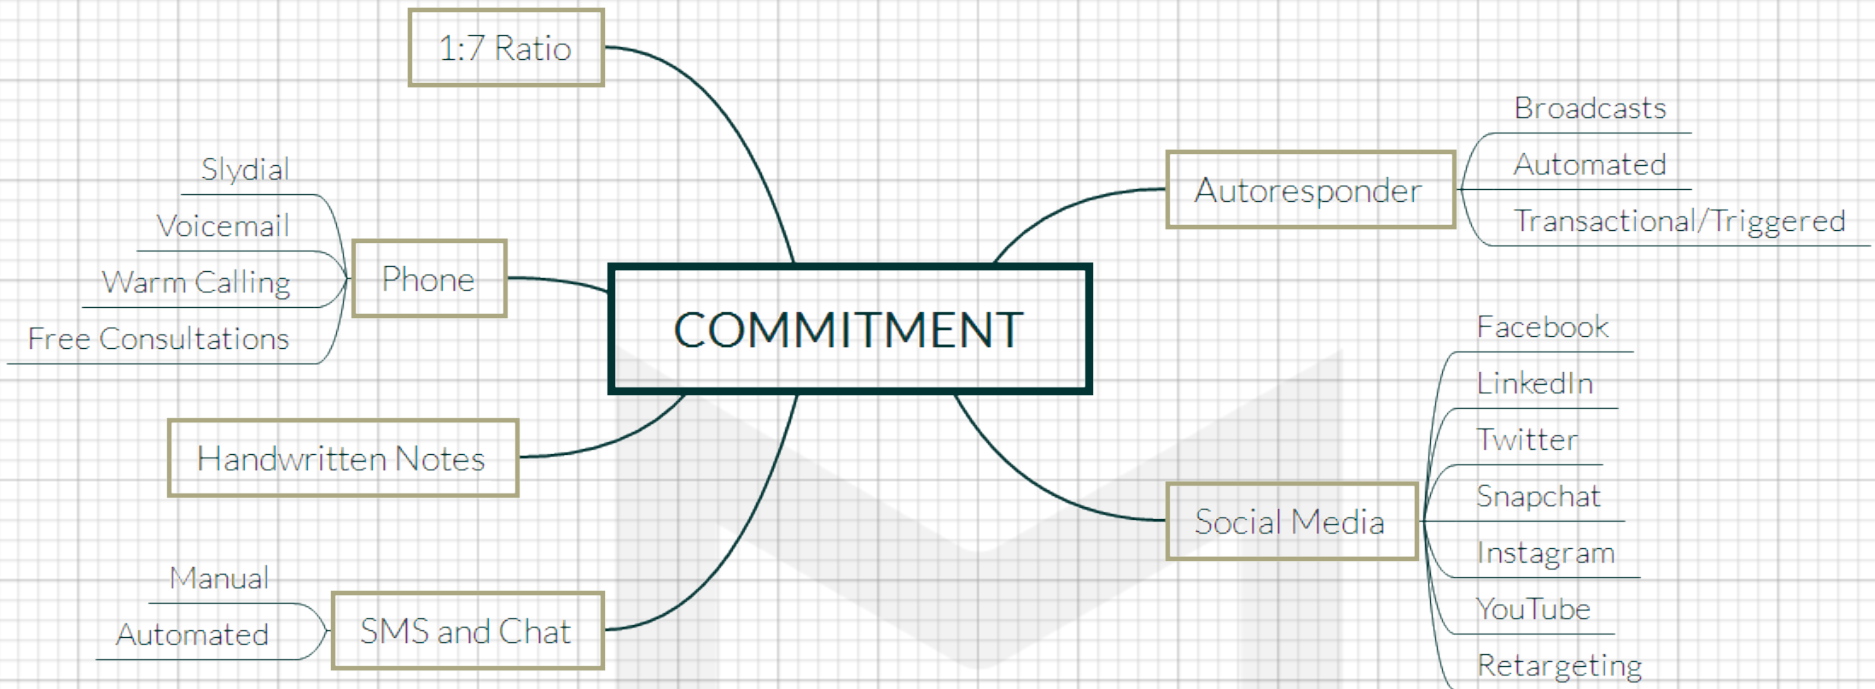 1:7 Ratio
Slydial
Voicemail
Warm Calling
Free Consultations
Phone
Handwritten Notes
Manual
Automated
SMS and Chat
COMMITMENT
Autoresponder
Broadcasts
Automated
Transactional/Triggered
Social Media
Facebook
LinkedIn
Twitter
Snapchat
Instagram
YouTube
Retargeting